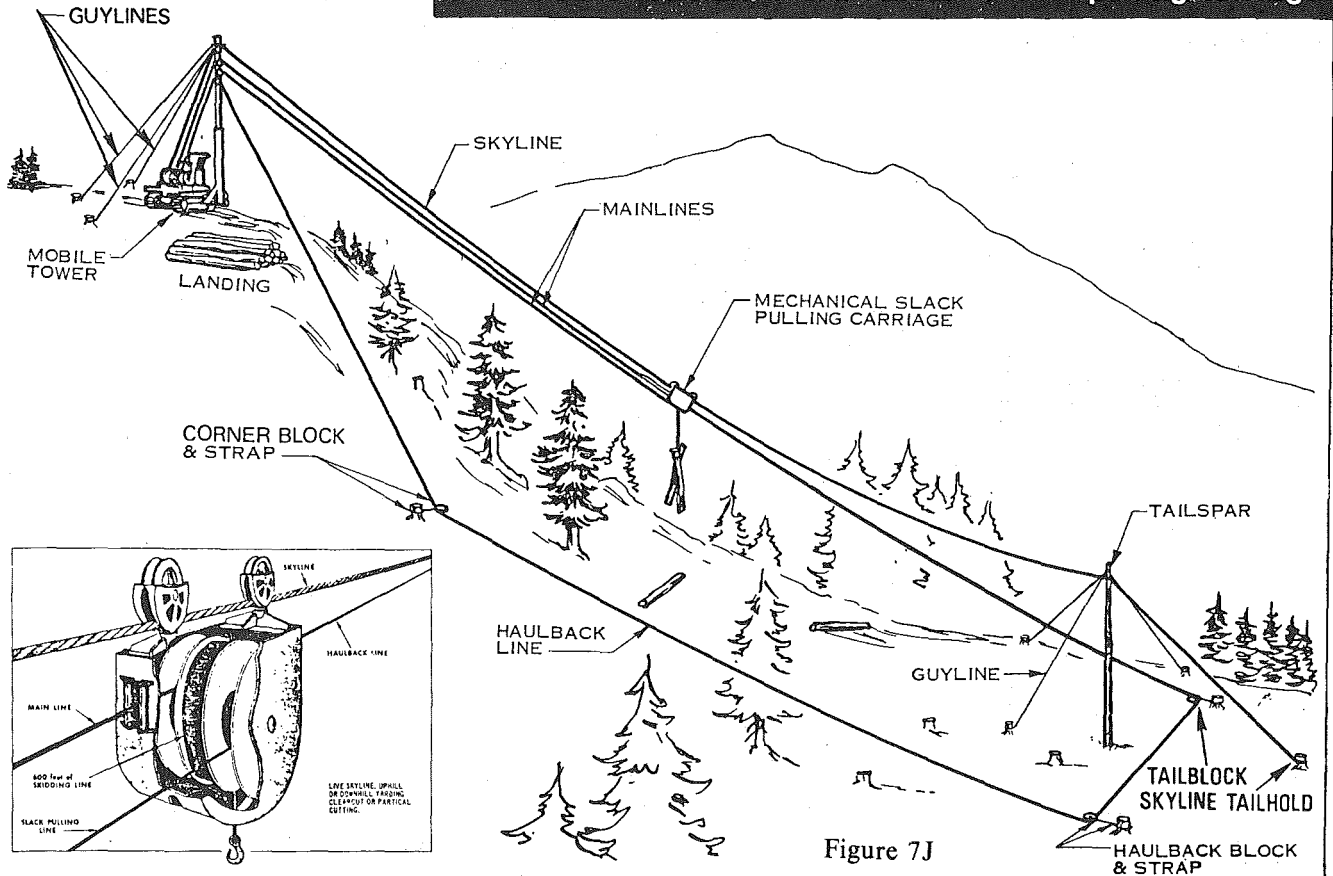 GUYLINES
SKYLINE
MAINLINES
MOBILE
TOWER
LANDING
MECHANICAL SLACK
PULLING CARRIAGE
CORNER BLOCK
& STRAP
TAILSPAR
HAULBACK
LINE
GUYLINE
TAILBLOCK
SKYLINE TAILHOLD
HAULBACK BLOCK
& STRAP
SKYLINE
HAULBACK LINE
MAIN LINE
600 feet of
SKIDDING LINE
SLACK PULLING
LINE
LIVE SKYLINE, UPHILL
OR DOWNHILL YARDING
CLEARCUT OR PARTICAL
CUTTING.
Figure 7J